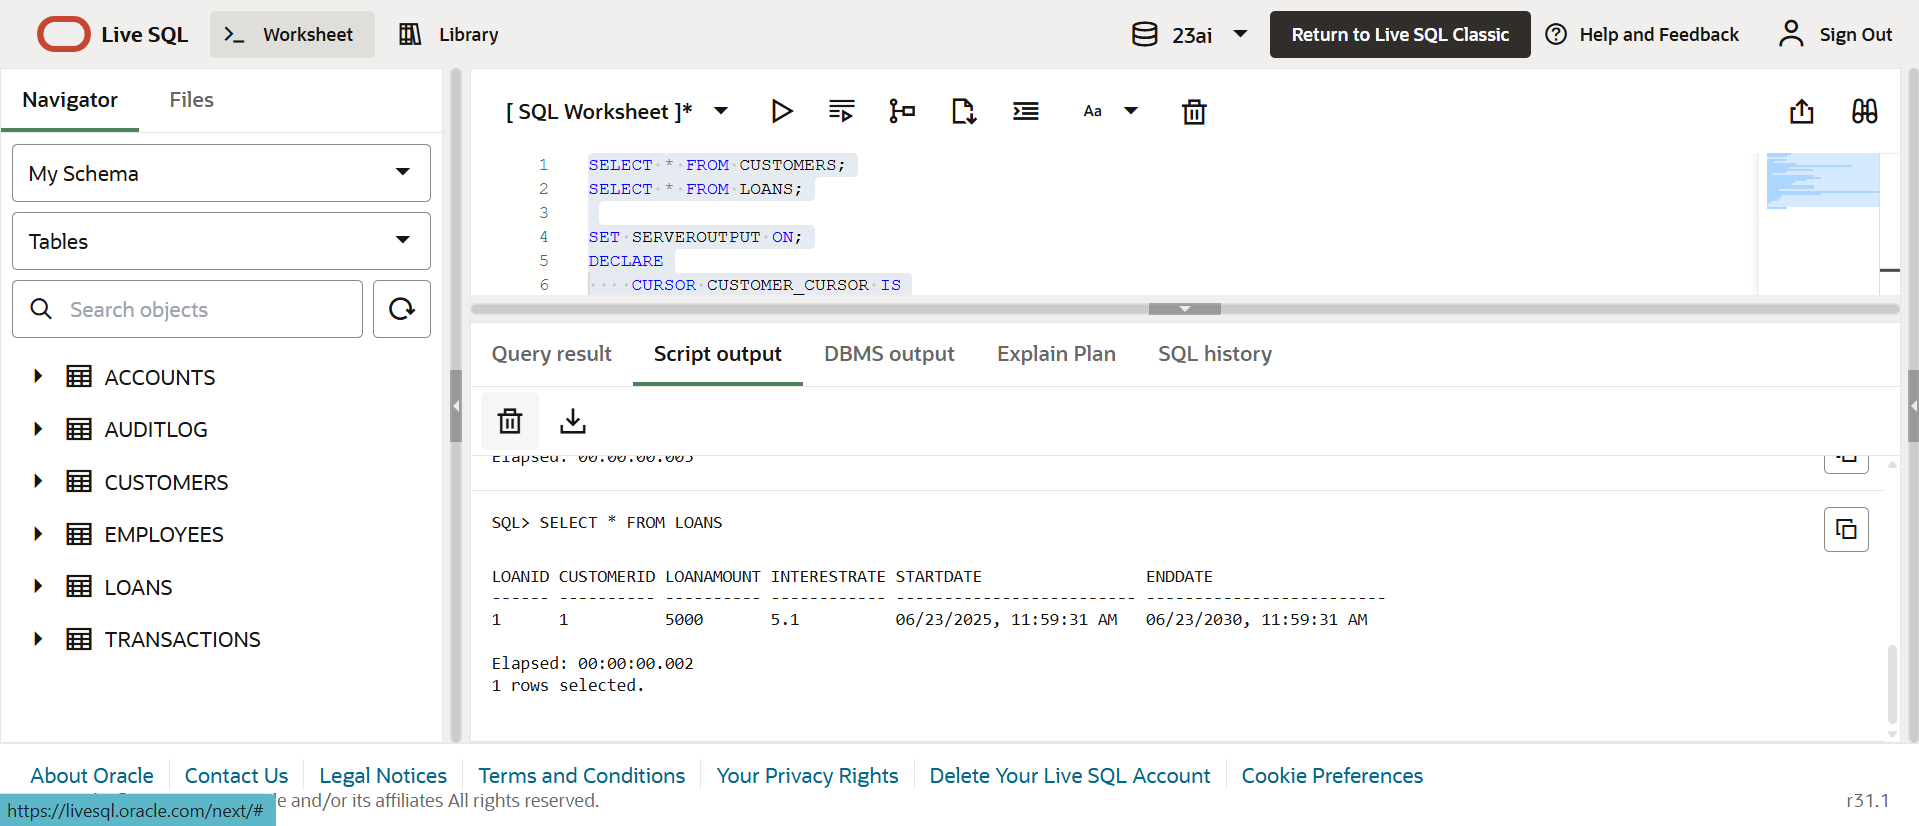 Live SQL
Worksheet
Library
23ai
Return to Live SQL Classic
Help and Feedback
Sign Out
Navigator
Files
My Schema
Tables
Search objects
ACCOUNTS
AUDITLOG
CUSTOMERS
EMPLOYEES
LOANS
TRANSACTIONS
[ SQL Worksheet ]*
Aa
1 SELECT * FROM CUSTOMERS;
2 SELECT * FROM LOANS;
3
4 SET SERVEROUTPUT ON;
5 DECLARE
6 CURSOR CUSTOMER_CURSOR IS
Query result
Script output
DBMS output
Explain Plan
SQL history
Elapsed: 00:00:00.005
SQL> SELECT * FROM LOANS
LOANID CUSTOMERID LOANAMOUNT INTERESTRATE STARTDATE ENDDATE
------ ---------- ---------- ------------ ------------------------- -------------------------
1 1 5000 5.1 06/23/2025, 11:59:31 AM 06/23/2030, 11:59:31 AM
Elapsed: 00:00:00.002
1 rows selected.
About Oracle
Contact Us
Legal Notices
Terms and Conditions
Your Privacy Rights
Delete Your Live SQL Account
Cookie Preferences
and/or its affiliates All rights reserved.
https://livesql.oracle.com/next/#
r31.1